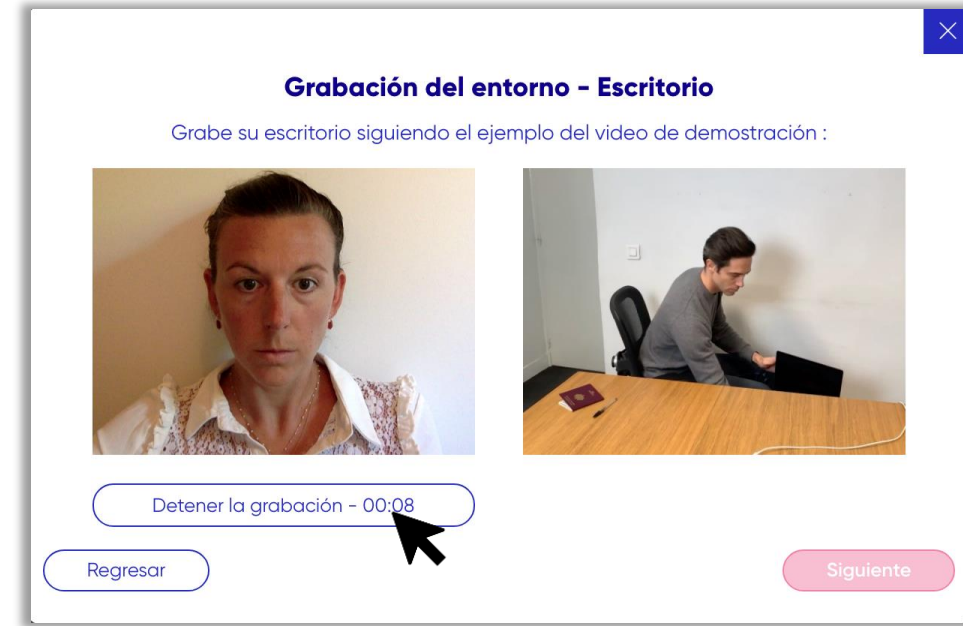 Grabación del entorno - Escritorio
Grabe su escritorio siguiendo el ejemplo del video de demostración :
Detener la grabación - 00:08
Regresar
Siguiente